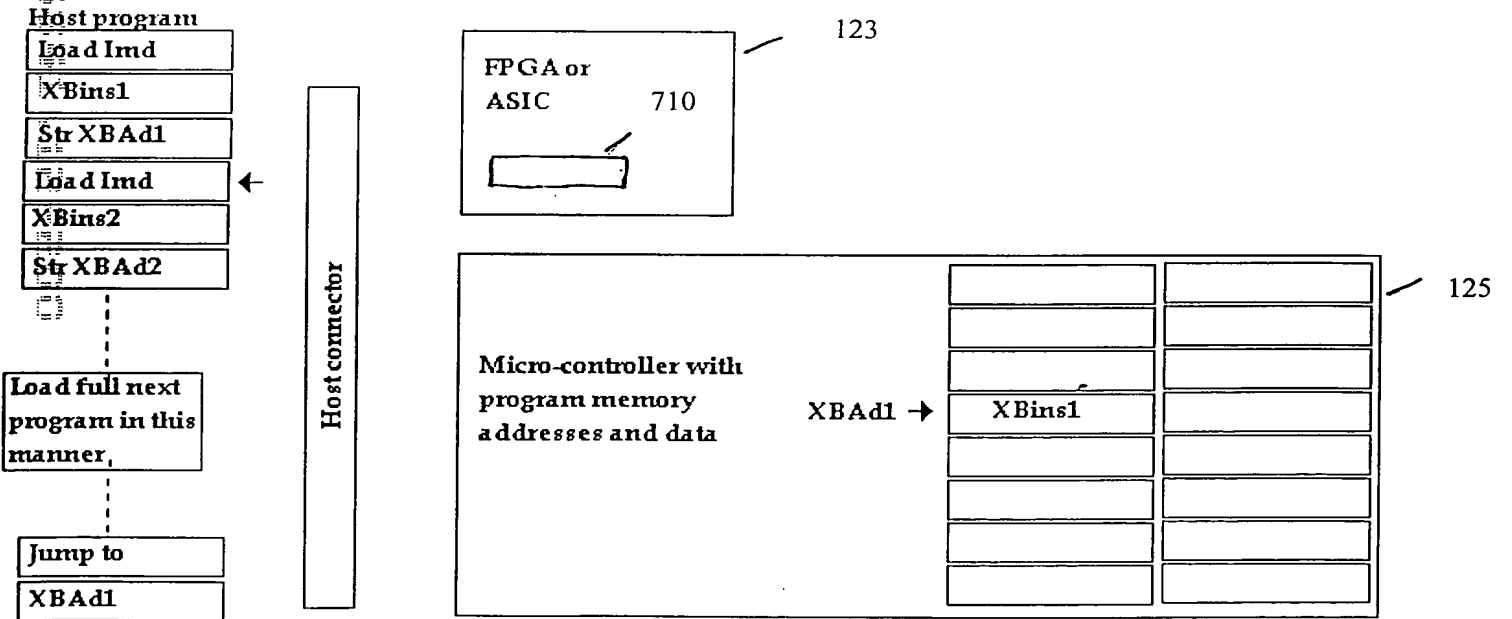 Host program
Load Imd
XBins1
Str XBAd1
Load Imd
XBins2
Str XBAd2
Load full next
program in this
manner
Jump to
XBAd1
Host connector
FPGA or
ASIC
710
123
Micro-controller with
program memory
addresses and data
XBAd1
XBins1
125